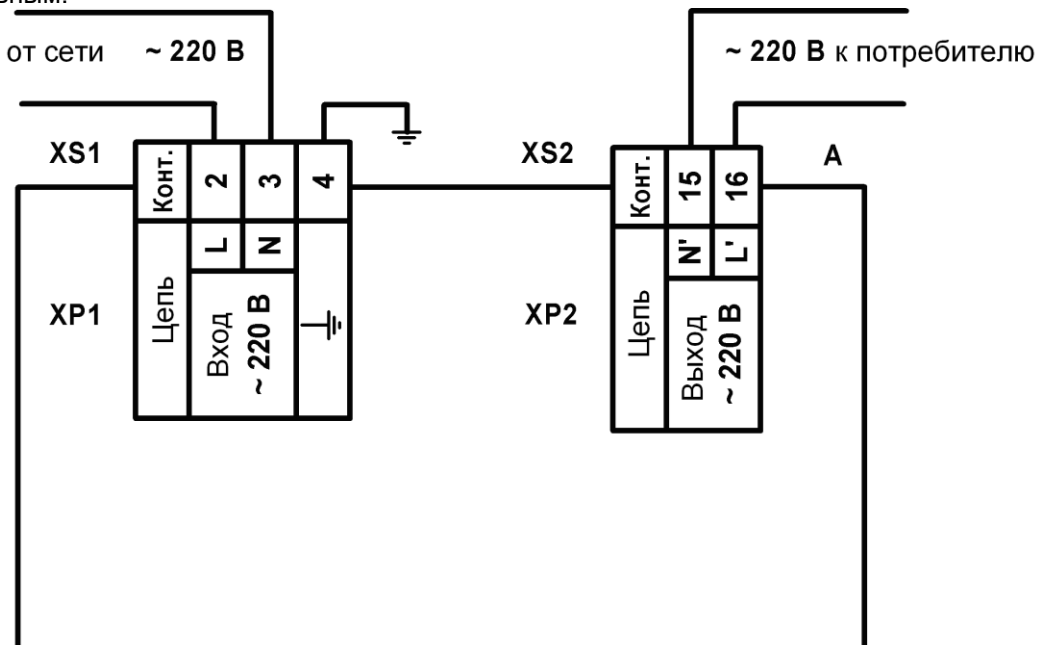 ьным.
от сети ~ 220 В
~ 220 В к потребителю
XS1
Конт. 2 3 4
XS2
Конт. 15 16
А
L N
N' L'
XP1
Цепь
Вход
~ 220 В
XP2
Цепь
Выход
~ 220 В